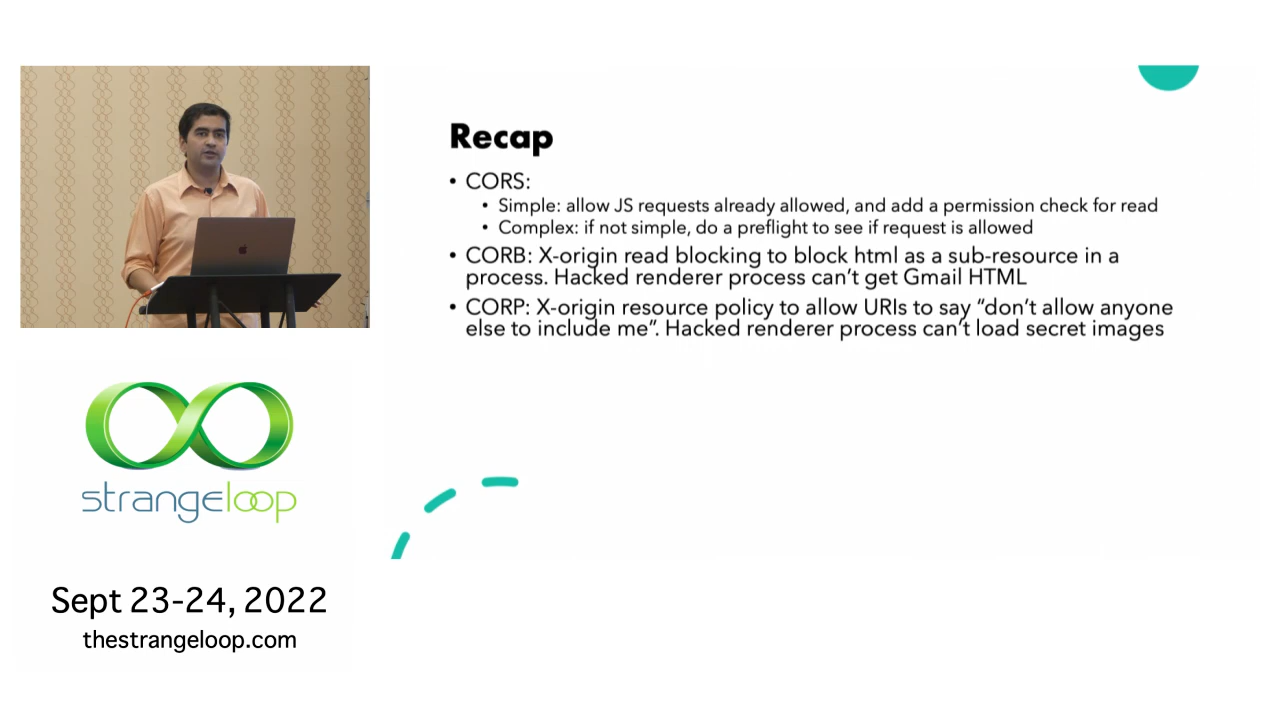 Recap
• CORS:
• Simple: allow JS requests already allowed, and add a permission check for read
• Complex: if not simple, do a preflight to see if request is allowed
• CORB: X-origin read blocking to block html as a sub-resource in a
process. Hacked renderer process can't get Gmail HTML
• CORP: X-origin resource policy to allow URIs to say “don't allow anyone
else to include me”. Hacked renderer process can't load secret images
strangeloop
Sept 23-24, 2022
thestrangeloop.com